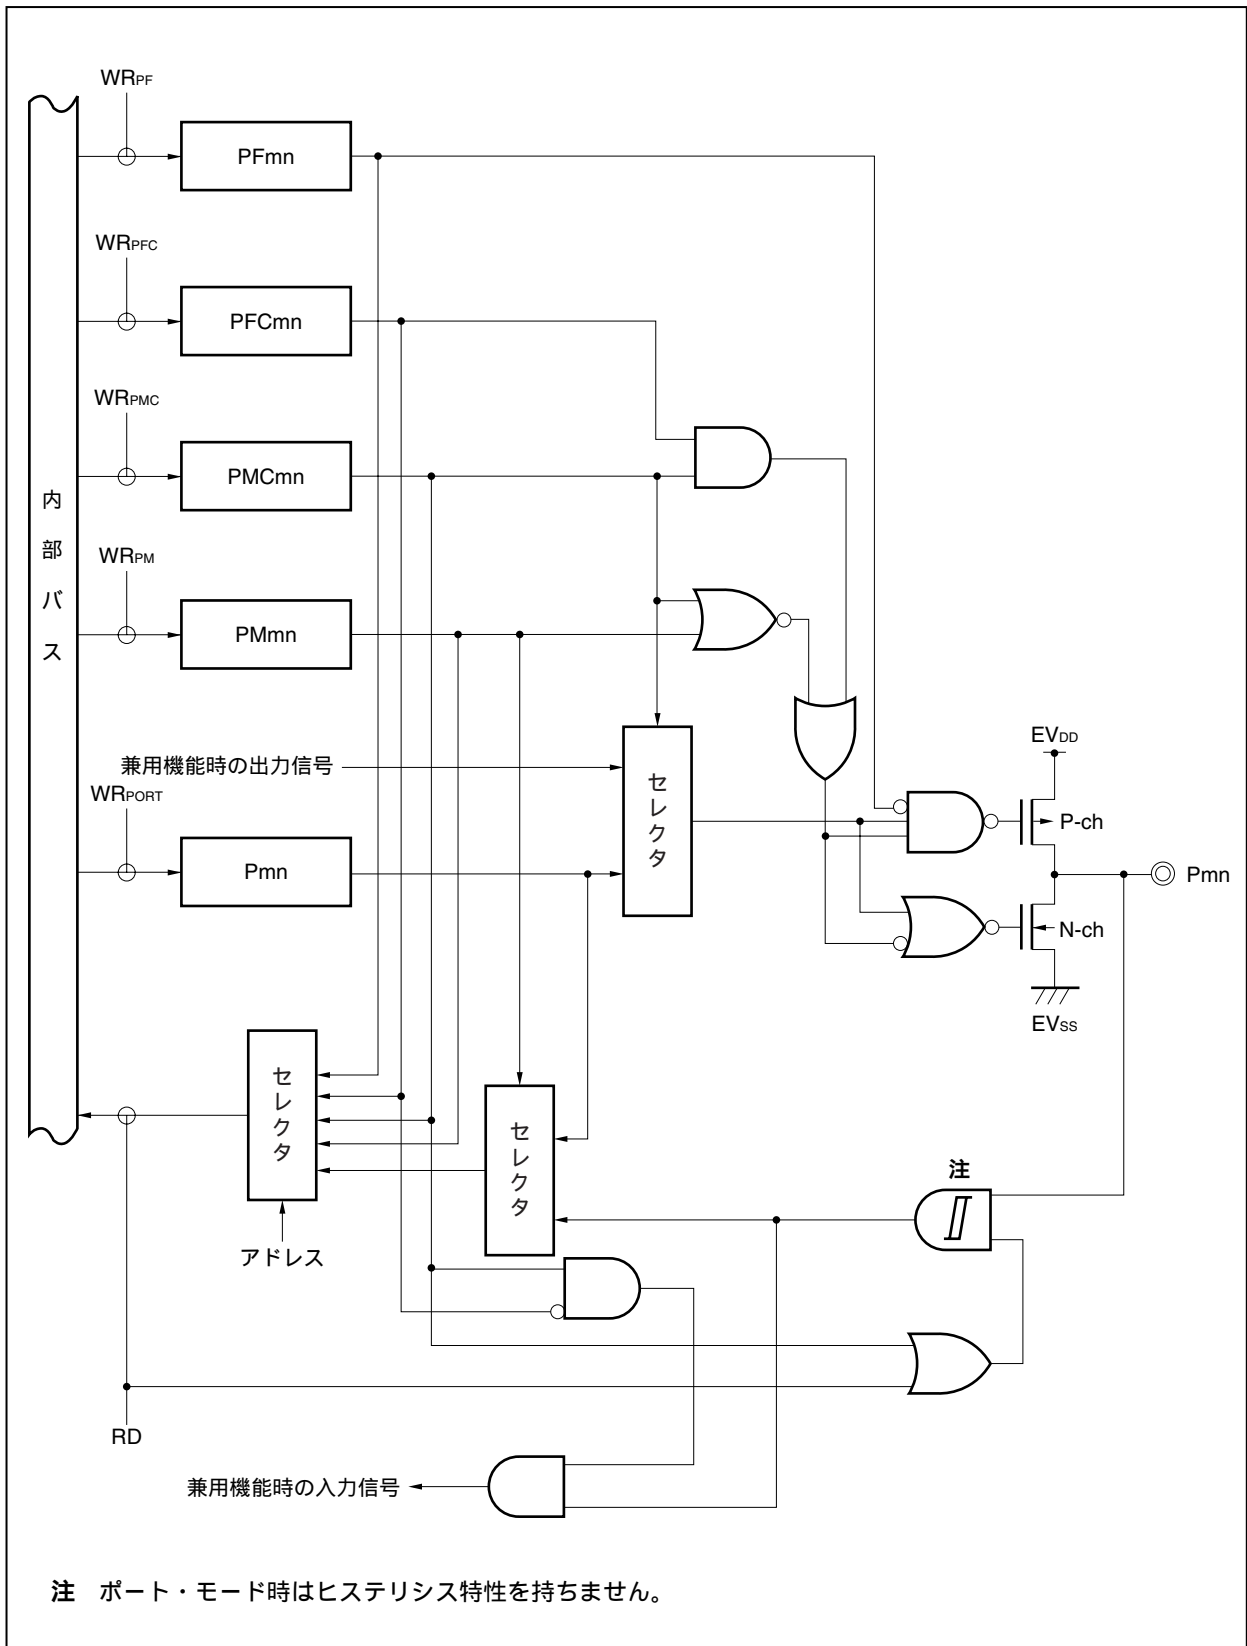 WRPF
PFmn
WRPFC
PFCmn
WRPMC
PMCmn
内部バス
WRPM
PMmn
兼用機能時の出力信号
WRPORT
Pmn
セレクタ
EVDD
P-ch
Pmn
N-ch
EVSS
セレクタ
セレクタ
注
アドレス
RD
兼用機能時の入力信号
注 ポート・モード時はヒステリシス特性を持ちません。